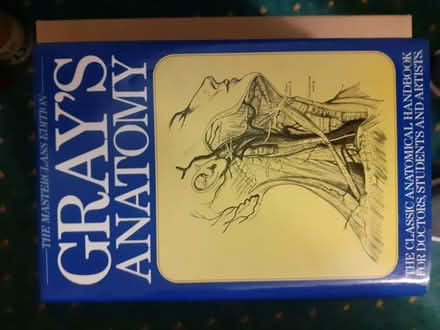 THE MASTERCLASS EDITION
GRAY'S
ANATOMY
THE CLASSIC ANATOMICAL HANDBOOK
FOR DOCTORS, STUDENTS AND ARTISTS.